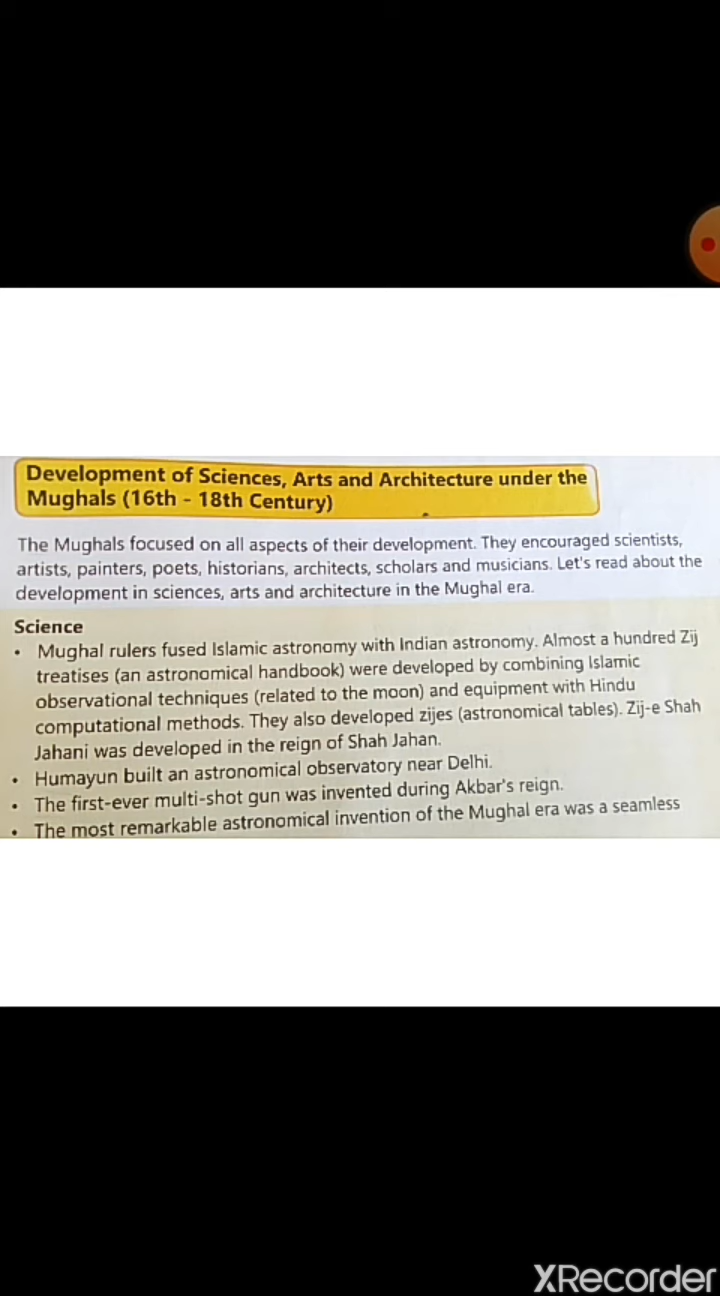 Development of Sciences, Arts and Architecture under the
Mughals (16th - 18th Century)
The Mughals focused on all aspects of their development. They encouraged scientists,
artists, painters, poets, historians, architects, scholars and musicians. Let's read about the
development in sciences, arts and architecture in the Mughal era.
Science
• Mughal rulers fused Islamic astronomy with Indian astronomy. Almost a hundred Zij
treatises (an astronomical handbook) were developed by combining Islamic
observational techniques (related to the moon) and equipment with Hindu
computational methods. They also developed zijes (astronomical tables). Zij-e Shah
Jahani was developed in the reign of Shah Jahan.
• Humayun built an astronomical observatory near Delhi.
• The first-ever multi-shot gun was invented during Akbar's reign.
• The most remarkable astronomical invention of the Mughal era was a seamless
XRecorder